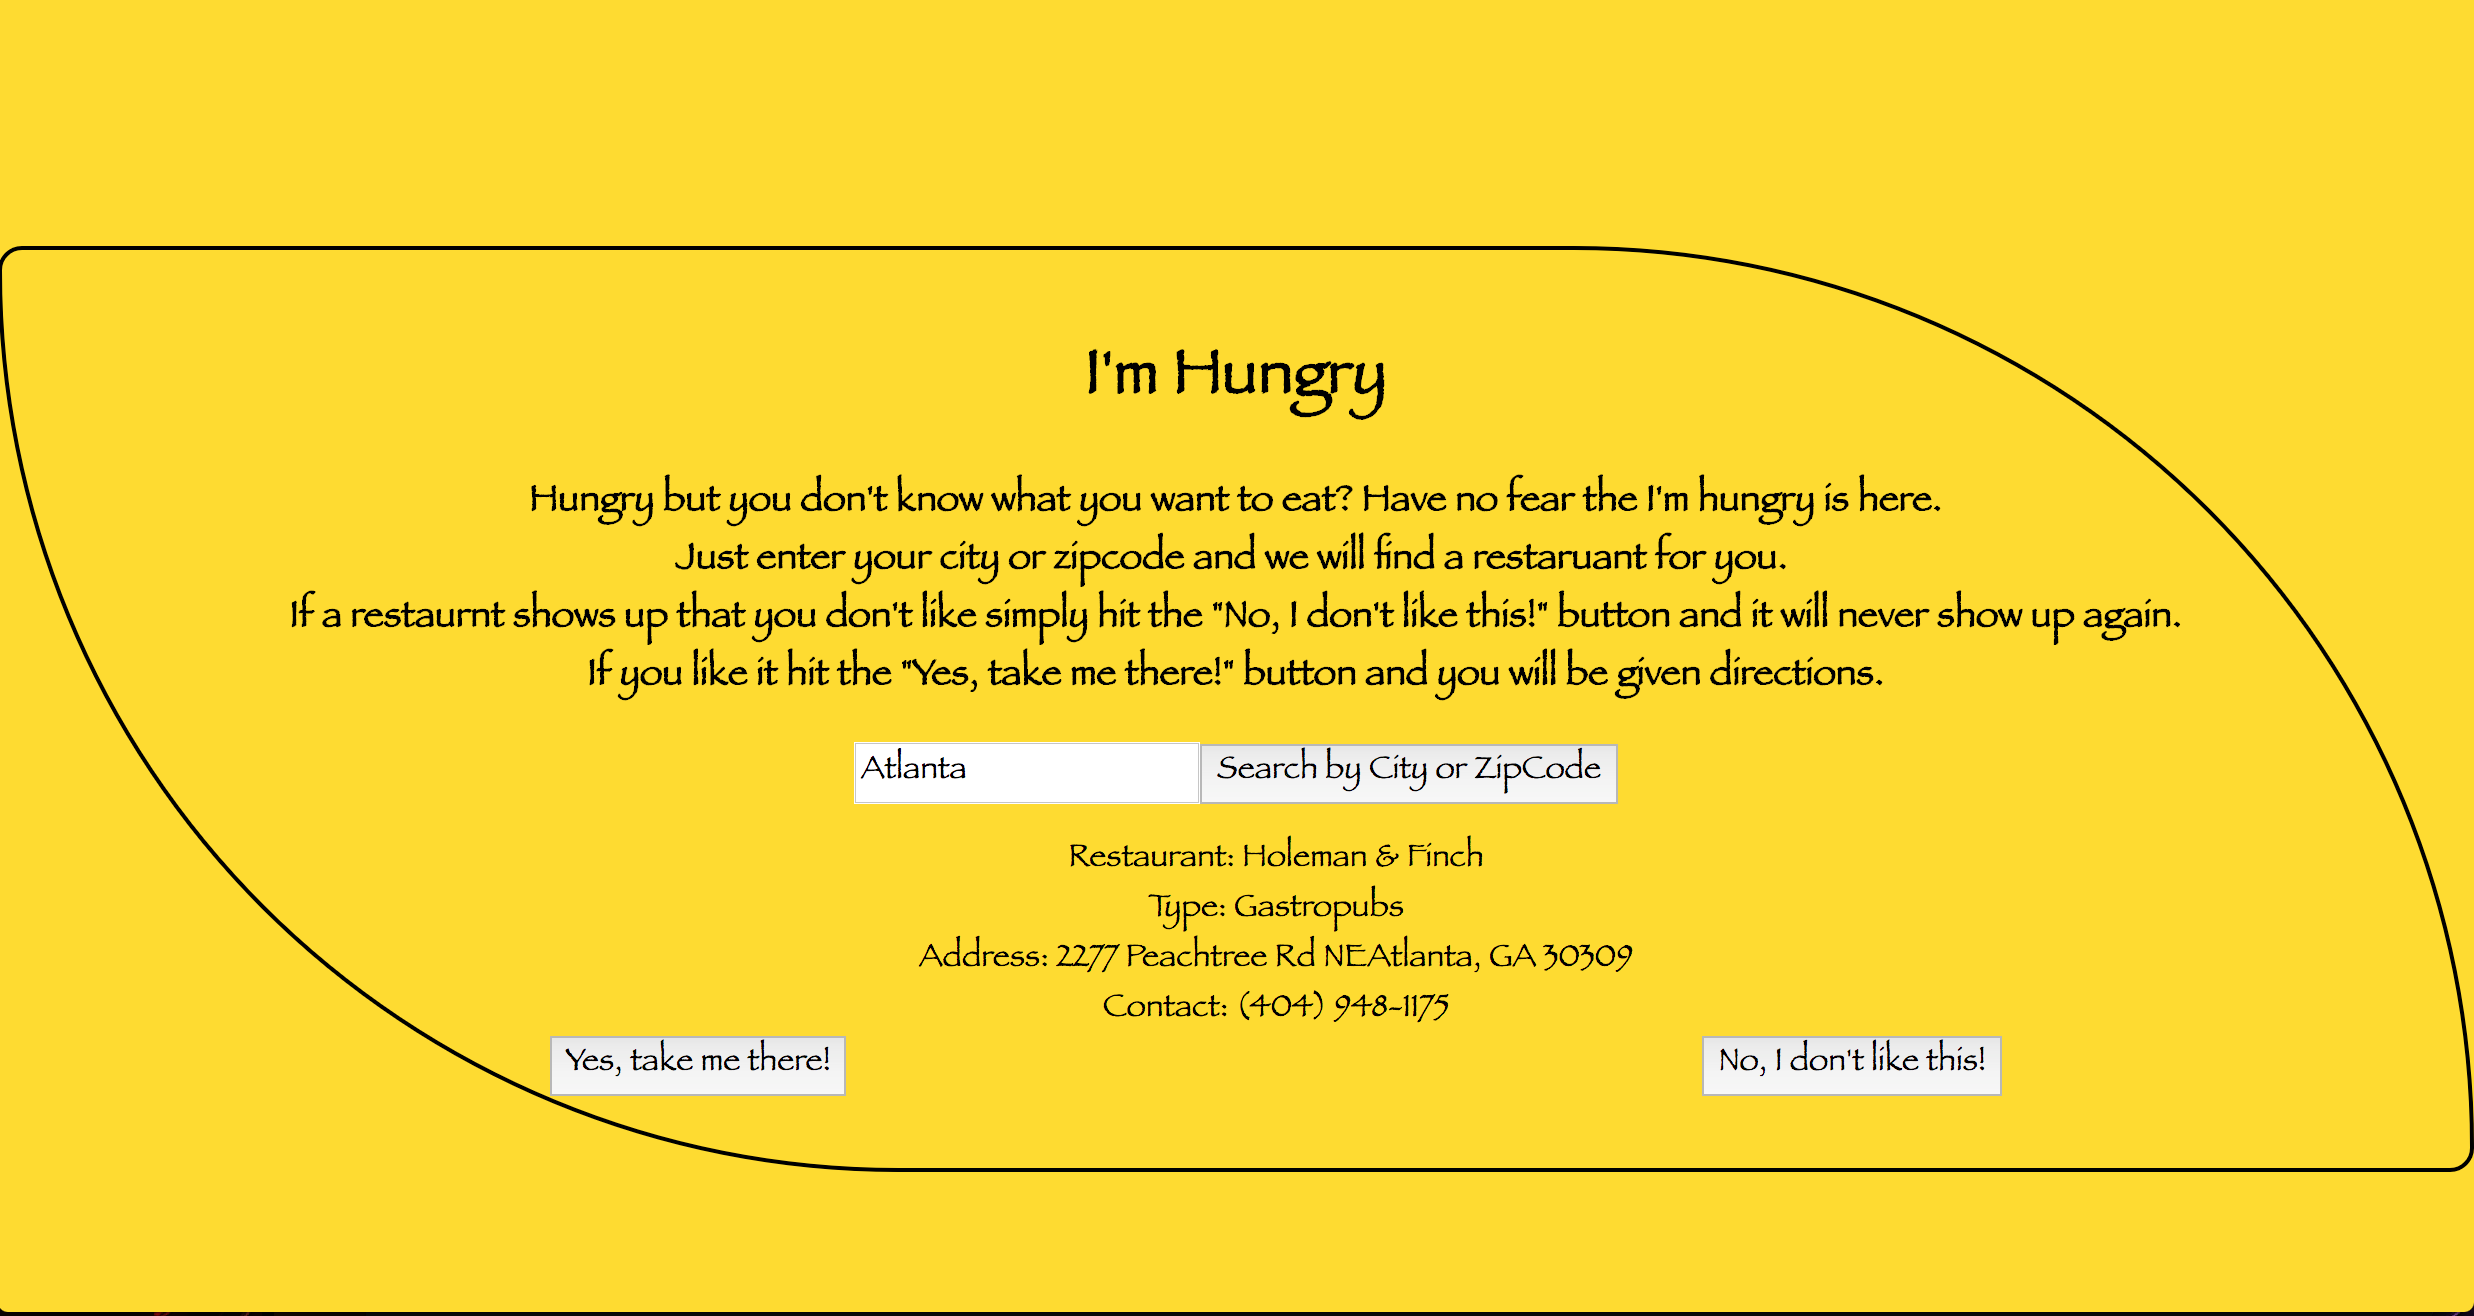 I'm Hungry
Hungry but you don't know what you want to eat? Have no fear the I'm hungry is here.
Just enter your city or zipcode and we will find a restaruant for you.
If a restaurnt shows up that you don't like simply hit the "No, I don't like this!" button and it will never show up again.
If you like it hit the "Yes, take me there!" button and you will be given directions.
Atlanta Search by City or ZipCode
Restaurant: Holeman & Finch
Type: Gastropubs
Address: 2277 Peachtree Rd NEAtlanta, GA 30309
Contact: (404) 948-1175
Yes, take me there! No, I don't like this!